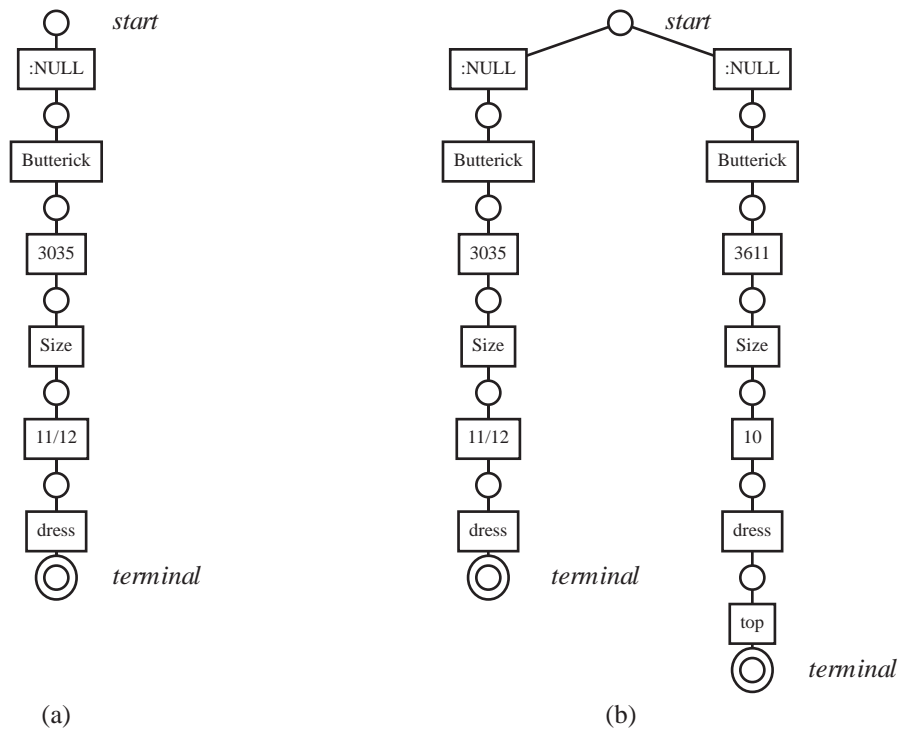 start
:NULL
Butterick
3035
Size
11/12
dress
terminal
(a)
start
:NULL
Butterick
3035
Size
11/12
dress
terminal
:NULL
Butterick
3611
Size
10
dress
top
terminal
(b)